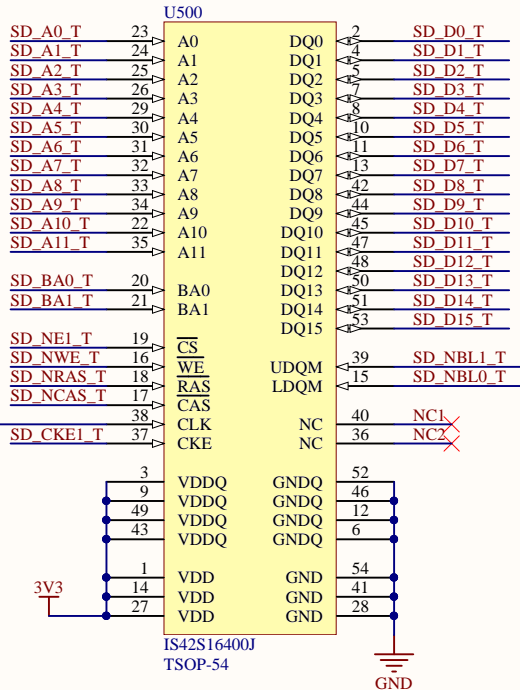 U500
SD_A0_T 23 A0 DQ0 2 SD_D0_T
SD_A1_T 24 A1 DQ1 4 SD_D1_T
SD_A2_T 25 A2 DQ2 5 SD_D2_T
SD_A3_T 26 A3 DQ3 7 SD_D3_T
SD_A4_T 29 A4 DQ4 8 SD_D4_T
SD_A5_T 30 A5 DQ5 10 SD_D5_T
SD_A6_T 31 A6 DQ6 11 SD_D6_T
SD_A7_T 32 A7 DQ7 13 SD_D7_T
SD_A8_T 33 A8 DQ8 42 SD_D8_T
SD_A9_T 34 A9 DQ9 44 SD_D9_T
SD_A10_T 22 A10 DQ10 45 SD_D10_T
SD_A11_T 35 A11 DQ11 47 SD_D11_T
DQ12 48 SD_D12_T
SD_BA0_T 20 BA0 DQ13 50 SD_D13_T
SD_BA1_T 21 BA1 DQ14 51 SD_D14_T
DQ15 53 SD_D15_T
SD_NE1_T 19 CS
SD_NWE_T 16 WE UDQM 39 SD_NBL1_T
SD_NRAS_T 18 RAS LDQM 15 SD_NBL0_T
SD_NCAS_T 17 CAS
38 CLK NC 40 NC1
SD_CKE1_T 37 CKE NC 36 NC2
3 VDDQ GNDQ 52
9 VDDQ GNDQ 46
49 VDDQ GNDQ 12
43 VDDQ GNDQ 6
1 VDD GND 54
3V3 14 VDD GND 41
27 VDD GND 28
IS42S16400J
TSOP-54
GND